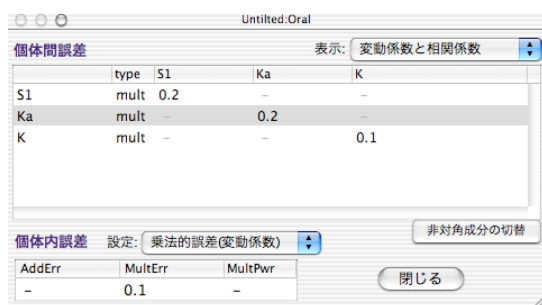 Untilted:Oral
個体間誤差 表示: 変動係数と相関係数
type S1 Ka K
S1 mult 0.2 – –
Ka mult – 0.2 –
K mult – – 0.1
個体内誤差 設定: 乗法的誤差(変動係数) 非対角成分の切替
AddErr MultErr MultPwr
– 0.1 –
閉じる